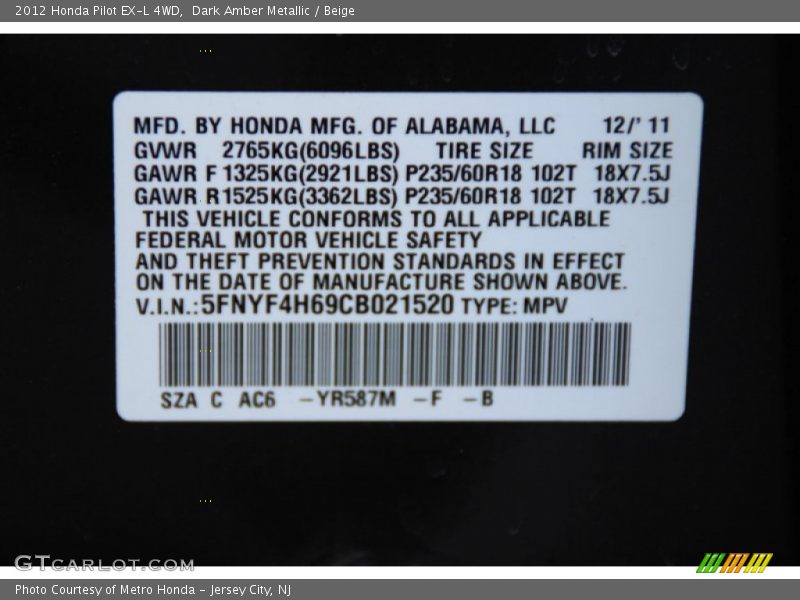 2012 Honda Pilot EX-L 4WD,  Dark Amber Metallic / Beige
MFD. BY HONDA MFG. OF ALABAMA, LLC 12/' 11
GVWR 2765KG(6096LBS) TIRE SIZE RIM SIZE
GAWR F 1325KG(2921LBS) P235/60R18 102T 18X7.5J
GAWR R1525KG(3362LBS) P235/60R18 102T 18X7.5J
THIS VEHICLE CONFORMS TO ALL APPLICABLE
FEDERAL MOTOR VEHICLE SAFETY
AND THEFT PREVENTION STANDARDS IN EFFECT
ON THE DATE OF MANUFACTURE SHOWN ABOVE.
V.I.N.:5FNYF4H69CB021520 TYPE: MPV
SZA C AC6 -YR587M -F -B
GTCARLOT.COM
Photo Courtesy of Metro Honda - Jersey City, NJ